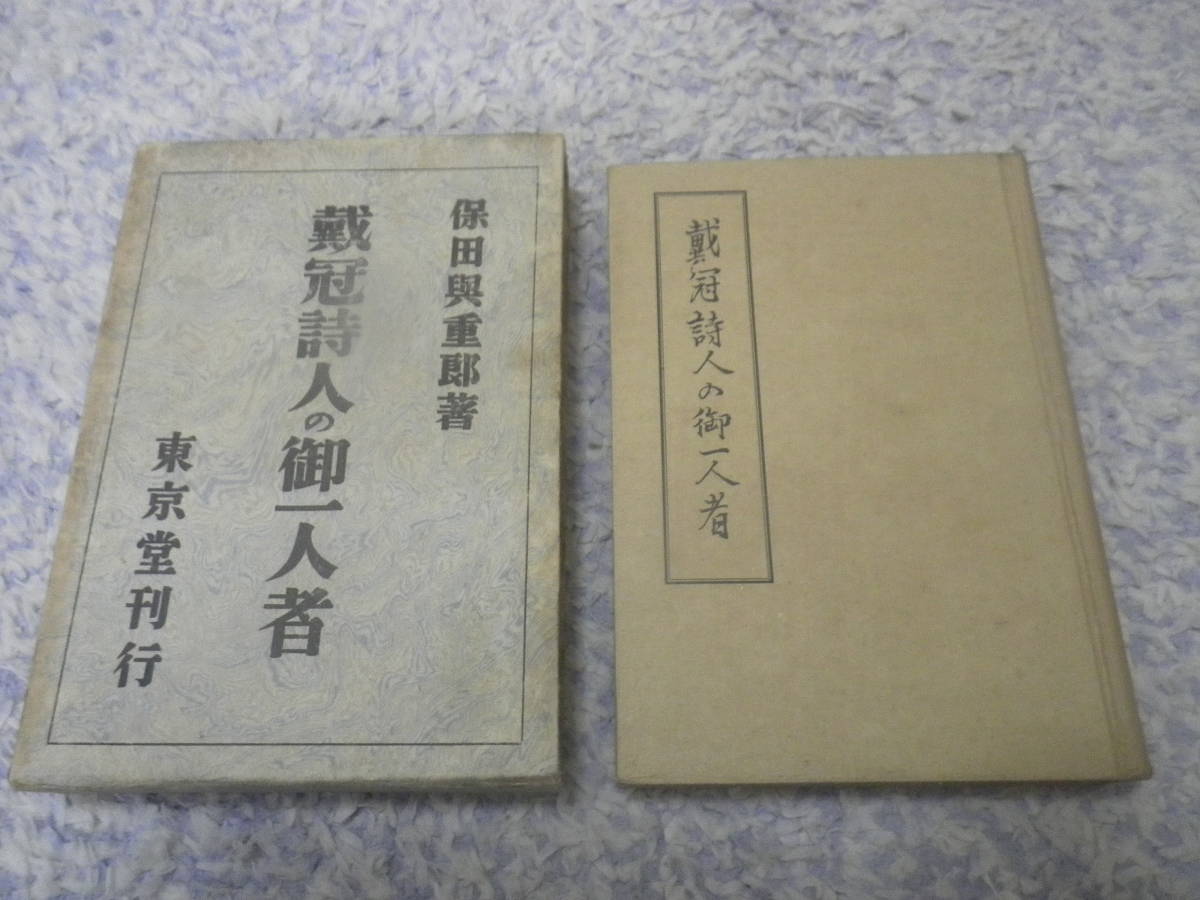 保田與重郎著
戴冠詩人の御一人者
東京堂刊行
戴冠詩人の御一人者